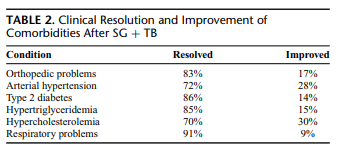 TABLE 2. Clinical Resolution and Improvement of
Comorbidities After SG + TB
Condition Resolved Improved
Orthopedic problems 83% 17%
Arterial hypertension 72% 28%
Type 2 diabetes 86% 14%
Hypertriglyceridemia 85% 15%
Hypercholesterolemia 70% 30%
Respiratory problems 91% 9%